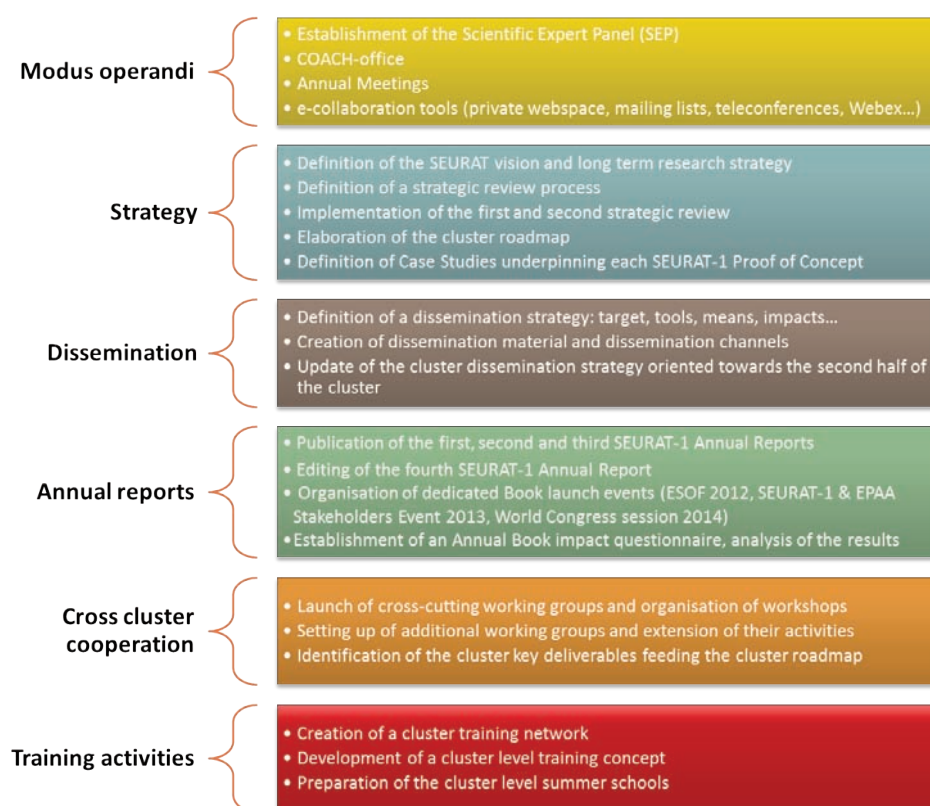 Modus operandi
• Establishment of the Scientific Expert Panel (SEP)
• COACH-office
• Annual Meetings
• e-collaboration tools (private webspace, mailing lists, teleconferences, Webex...)
Strategy
• Definition of the SEURAT vision and long term research strategy
• Definition of a strategic review process
• Implementation of the first and second strategic review
• Elaboration of the cluster roadmap
• Definition of Case Studies underpinning each SEURAT-1 Proof of Concept
Dissemination
• Definition of a dissemination strategy: target, tools, means, impacts...
• Creation of dissemination material and dissemination channels
• Update of the cluster dissemination strategy oriented towards the second half of
the cluster
Annual reports
• Publication of the first, second and third SEURAT-1 Annual Reports
• Editing of the fourth SEURAT-1 Annual Report
• Organisation of dedicated Book launch events (ESOF 2012, SEURAT-1 & EPAA
Stakeholders Event 2013, World Congress session 2014)
•Establishment of an Annual Book impact questionnaire, analysis of the results
Cross cluster
cooperation
• Launch of cross-cutting working groups and organisation of workshops
• Setting up of additional working groups and extension of their activities
• Identification of the cluster key deliverables feeding the cluster roadmap
Training activities
• Creation of a cluster training network
• Development of a cluster level training concept
• Preparation of the cluster level summer schools